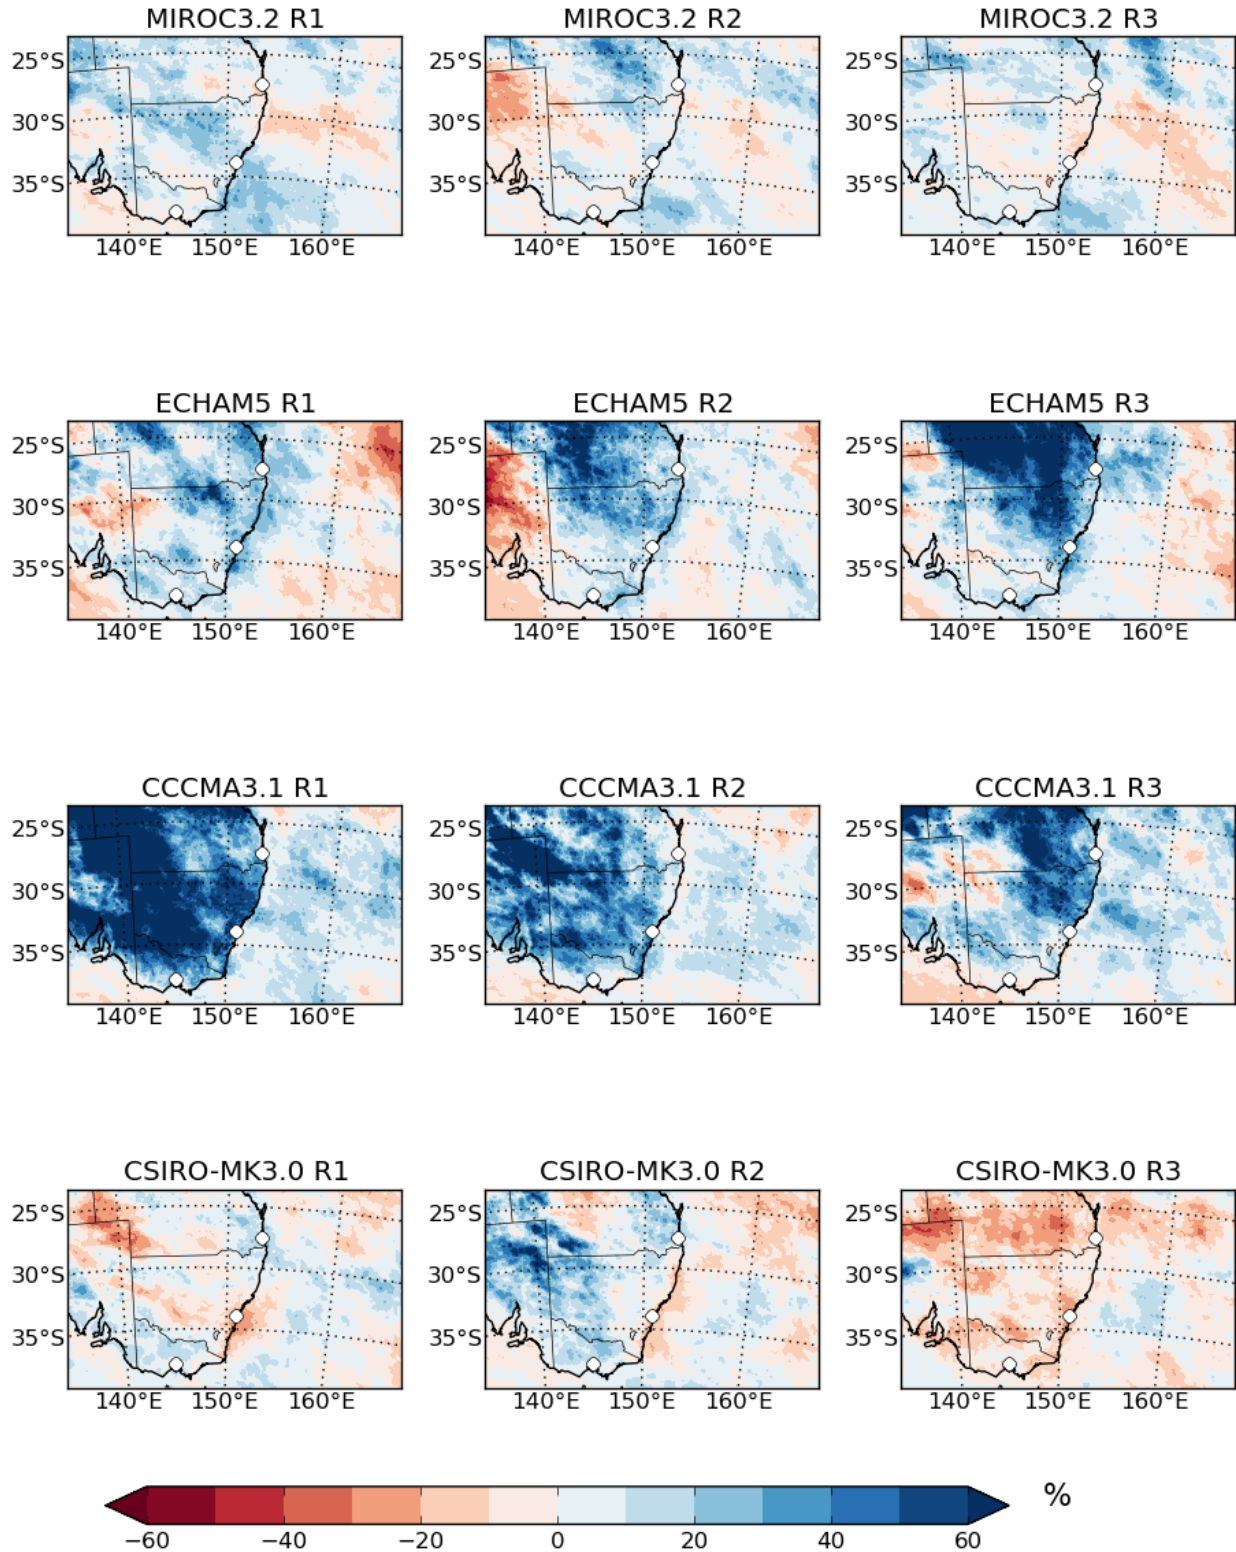 MIROC3.2 R1 MIROC3.2 R2 MIROC3.2 R3
25°S 25°S 25°S
30°S 30°S 30°S
35°S 35°S 35°S
140°E 150°E 160°E 140°E 150°E 160°E 140°E 150°E 160°E
ECHAM5 R1 ECHAM5 R2 ECHAM5 R3
25°S 25°S 25°S
30°S 30°S 30°S
35°S 35°S 35°S
140°E 150°E 160°E 140°E 150°E 160°E 140°E 150°E 160°E
CCCMA3.1 R1 CCCMA3.1 R2 CCCMA3.1 R3
25°S 25°S 25°S
30°S 30°S 30°S
35°S 35°S 35°S
140°E 150°E 160°E 140°E 150°E 160°E 140°E 150°E 160°E
CSIRO-MK3.0 R1 CSIRO-MK3.0 R2 CSIRO-MK3.0 R3
25°S 25°S 25°S
30°S 30°S 30°S
35°S 35°S 35°S
140°E 150°E 160°E 140°E 150°E 160°E 140°E 150°E 160°E
%
−60 −40 −20 0 20 40 60